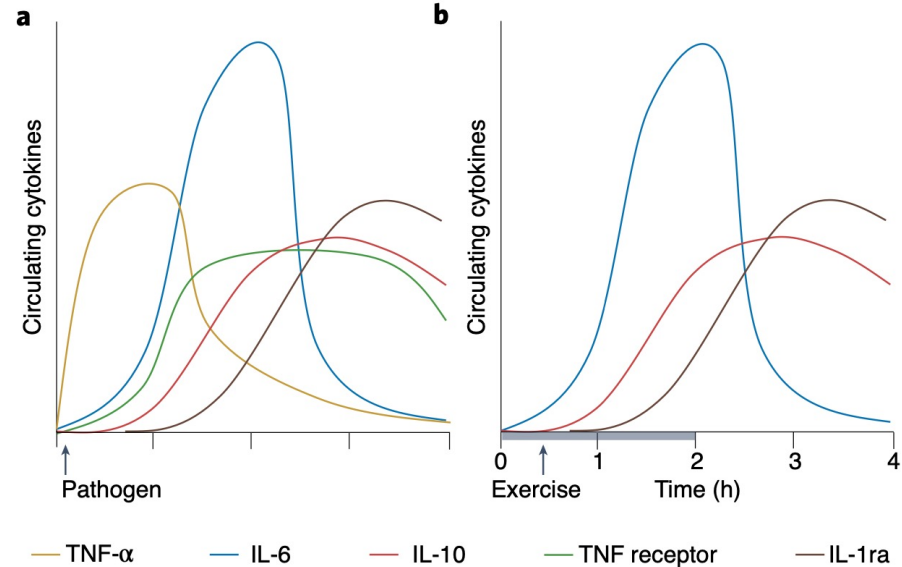 a
b
Circulating cytokines
Circulating cytokines
0 1 2 3 4
Pathogen
Exercise Time (h)
TNF-α IL-6 IL-10 TNF receptor IL-1ra